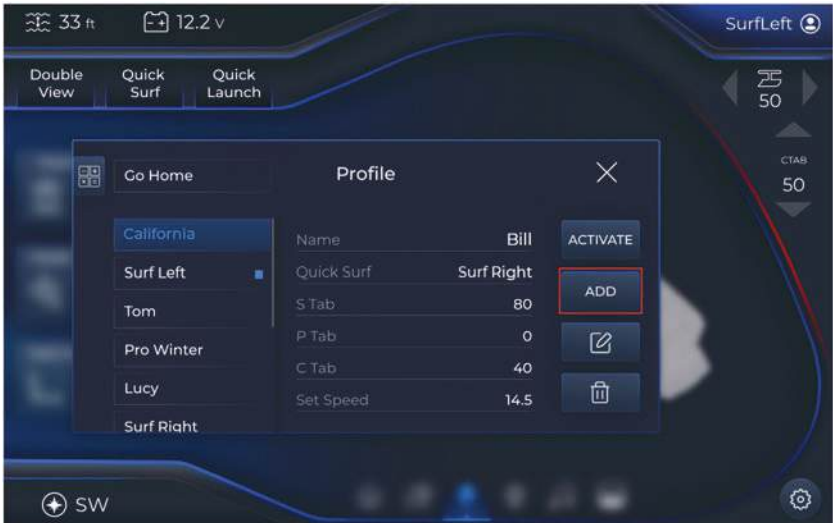 33 ft
12.2 v
SurfLeft
Double
View
Quick
Surf
Quick
Launch
50
CTAB
50
Go Home
Profile
California
Surf Left
Tom
Pro Winter
Lucy
Surf Right
Name Bill
Quick Surf Surf Right
S Tab 80
P Tab 0
C Tab 40
Set Speed 14.5
ACTIVATE
ADD
SW